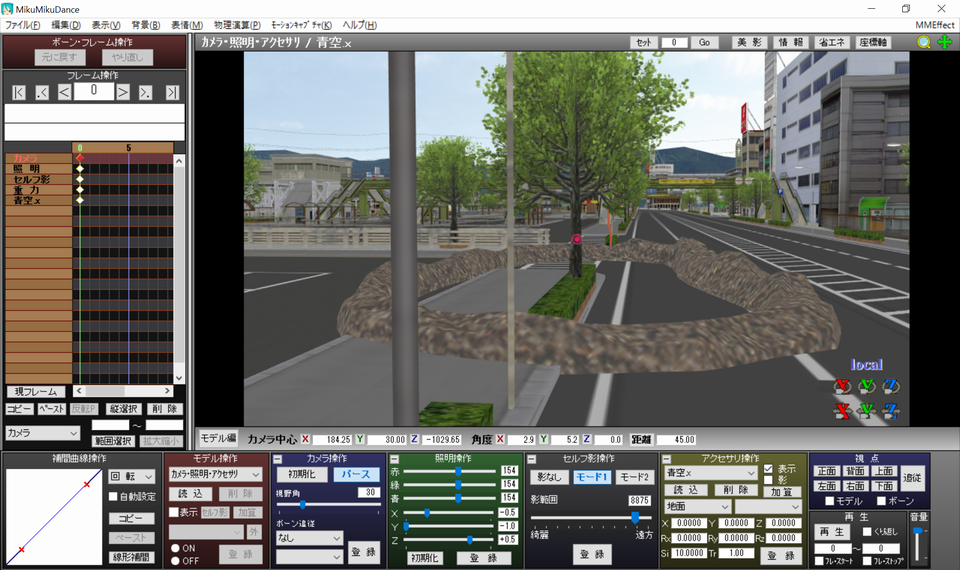 MikuMikuDance
ファイル(F) 編集(D) 表示(V) 背景(B) 表情(M) 物理演算(P) ﾓｰｼｮﾝｷｬﾌﾟﾁｬ(K) ヘルプ(H)
MMEffect
ボーン・フレーム操作
元に戻す やり直し
フレーム操作
|< .< < 0 > >. >|
0 5
カメラ
照 明
セルフ影
重 力
青空.x
現フレーム
コピー ペースト 反転P 縦選択 削 除
カメラ ～
範囲選択 拡大縮小
カメラ・照明・アクセサリ / 青空.x
セット 0 Go 美 影 情 報 省エネ 座標軸
local
X Y Z
X Y Z
モデル編 カメラ中心 X 184.25 Y 30.00 Z -1029.65 角度 X 2.9 Y 5.2 Z 0.0 距離 45.00
補間曲線操作
回 転
自動設定
コピー
ペースト
線形補間
モデル操作
カメラ・照明・アクセサリ
読 込 削 除
表示 セルフ影 加算
外
ON
OFF
登 録
カメラ操作
初期化 パース
視野角 30
ボーン追従
なし
登 録
照明操作
赤 154
緑 154
青 154
X -0.5
Y -1.0
Z +0.5
初期化 登 録
セルフ影操作
影なし モード1 モード2
影範囲 8875
綺麗 遠方
登 録
アクセサリ操作
青空.x 表示
影
読 込 削 除 加 算
地面
X 0.0000 Y 0.0000 Z 0.0000
Rx 0.0000 Ry 0.0000 Rz 0.0000
Si 10.0000 Tr 1.00 登 録
視 点
正面 背面 上面
左面 右面 下面
追従
モデル ボーン
再 生
再 生 くり返し
0 ～ 0
フレ・スタート フレ・ストップ
音量